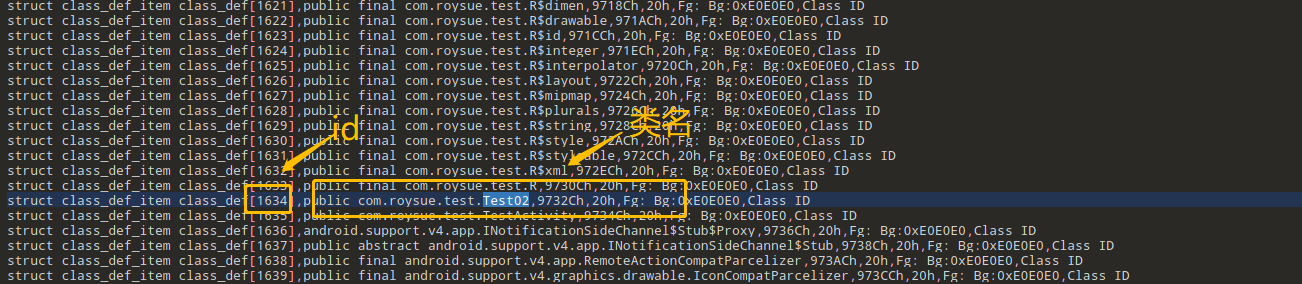 struct class_def_item class_def[1621],public final com.roysue.test.R$dimen,9718Ch,20h,Fg: Bg:0xE0E0E0,Class ID
struct class_def_item class_def[1622],public final com.roysue.test.R$drawable,971ACh,20h,Fg: Bg:0xE0E0E0,Class ID
struct class_def_item class_def[1623],public final com.roysue.test.R$id,971CCh,20h,Fg: Bg:0xE0E0E0,Class ID
struct class_def_item class_def[1624],public final com.roysue.test.R$integer,971ECh,20h,Fg: Bg:0xE0E0E0,Class ID
struct class_def_item class_def[1625],public final com.roysue.test.R$interpolator,9720Ch,20h,Fg: Bg:0xE0E0E0,Class ID
struct class_def_item class_def[1626],public final com.roysue.test.R$layout,9722Ch,20h,Fg: Bg:0xE0E0E0,Class ID
struct class_def_item class_def[1627],public final com.roysue.test.R$mipmap,9724Ch,20h,Fg: Bg:0xE0E0E0,Class ID
struct class_def_item class_def[1628],public final com.roysue.test.R$plurals,9726Ch,20h,Fg: Bg:0xE0E0E0,Class ID
struct class_def_item class_def[1629],public final com.roysue.test.R$string,9728Ch,20h,Fg: Bg:0xE0E0E0,Class ID
id
类名
struct class_def_item class_def[1630],public final com.roysue.test.R$style,972ACh,20h,Fg: Bg:0xE0E0E0,Class ID
struct class_def_item class_def[1631],public final com.roysue.test.R$styleable,972CCh,20h,Fg: Bg:0xE0E0E0,Class ID
struct class_def_item class_def[1632],public final com.roysue.test.R$xml,972ECh,20h,Fg: Bg:0xE0E0E0,Class ID
struct class_def_item class_def[1633],public final com.roysue.test.R,9730Ch,20h,Fg: Bg:0xE0E0E0,Class ID
struct class_def_item class_def[1634],public com.roysue.test.Test02,9732Ch,20h,Fg: Bg:0xE0E0E0,Class ID
struct class_def_item class_def[1635],public com.roysue.test.TestActivity,9734Ch,20h,Fg: Bg:0xE0E0E0,Class ID
struct class_def_item class_def[1636],android.support.v4.app.INotificationSideChannel$Stub$Proxy,9736Ch,20h,Fg: Bg:0xE0E0E0,Class ID
struct class_def_item class_def[1637],public abstract android.support.v4.app.INotificationSideChannel$Stub,9738Ch,20h,Fg: Bg:0xE0E0E0,Class ID
struct class_def_item class_def[1638],public final android.support.v4.app.RemoteActionCompatParcelizer,973ACh,20h,Fg: Bg:0xE0E0E0,Class ID
struct class_def_item class_def[1639],public final android.support.v4.graphics.drawable.IconCompatParcelizer,973CCh,20h,Fg: Bg:0xE0E0E0,Class ID